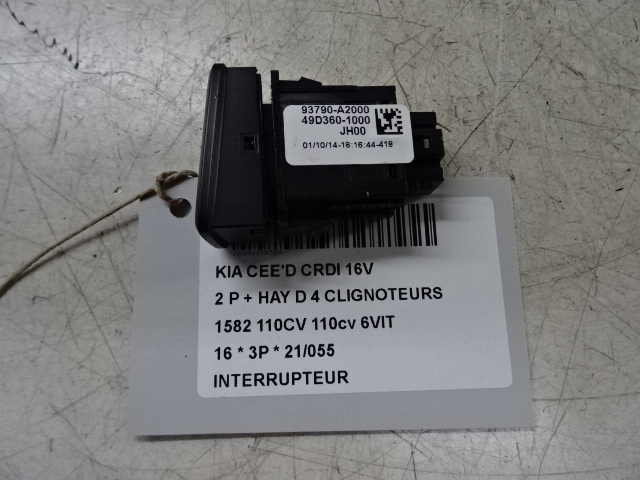 93790-A2000
49D360-1000
JH00
01/10/14-18:16:44-418
KIA CEE'D CRDI 16V
2 P + HAY D 4 CLIGNOTEURS
1582 110CV 110cv 6VIT
16 * 3P * 21/055
INTERRUPTEUR